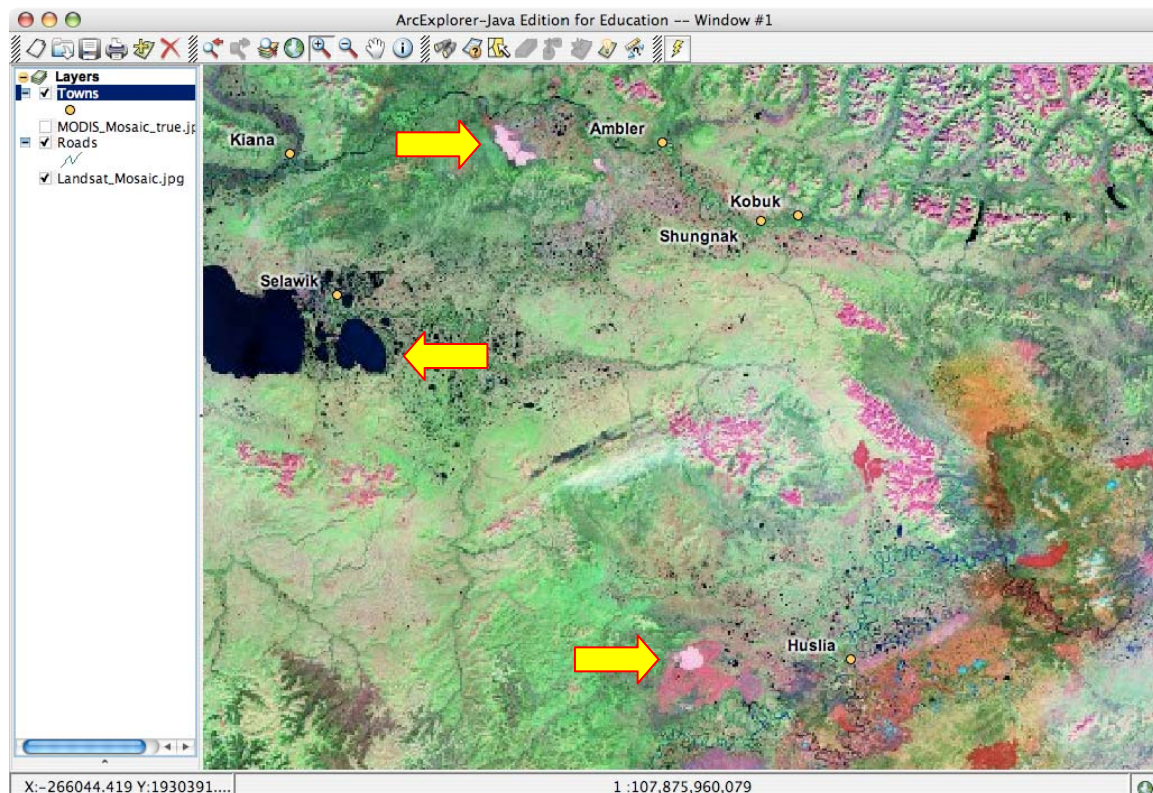 ArcExplorer-Java Edition for Education -- Window #1
Layers
Towns
MODIS_Mosaic_true.jp
Roads
Landsat_Mosaic.jpg
Kiana
Ambler
Kobuk
Shungnak
Selawik
Huslia
X:-266044.419 Y:1930391....
1 :107,875,960,079